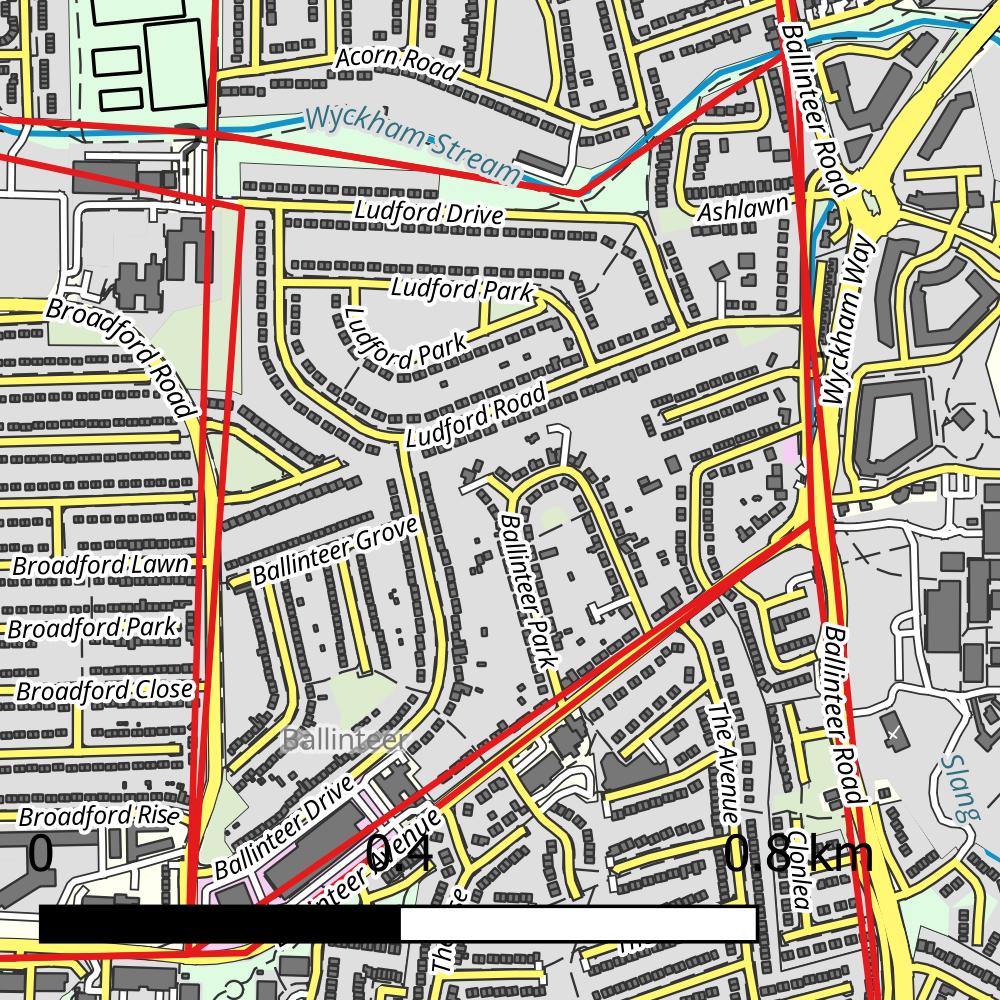 Acorn Road
Ballinteer Road
Wyckham Stream
Ludford Drive
Ashlawn
Ludford Park
Wyckham Way
Broadford Road
Ludford Park
Ludford Road
Ballinteer Grove
Broadford Lawn
Ballinteer Park
Broadford Park
Broadford Close
Ballinteer Road
The Avenue
Ballinteer
Slang
Ballinteer Drive
Broadford Rise
0 0.4 0.8 km
Clonlea